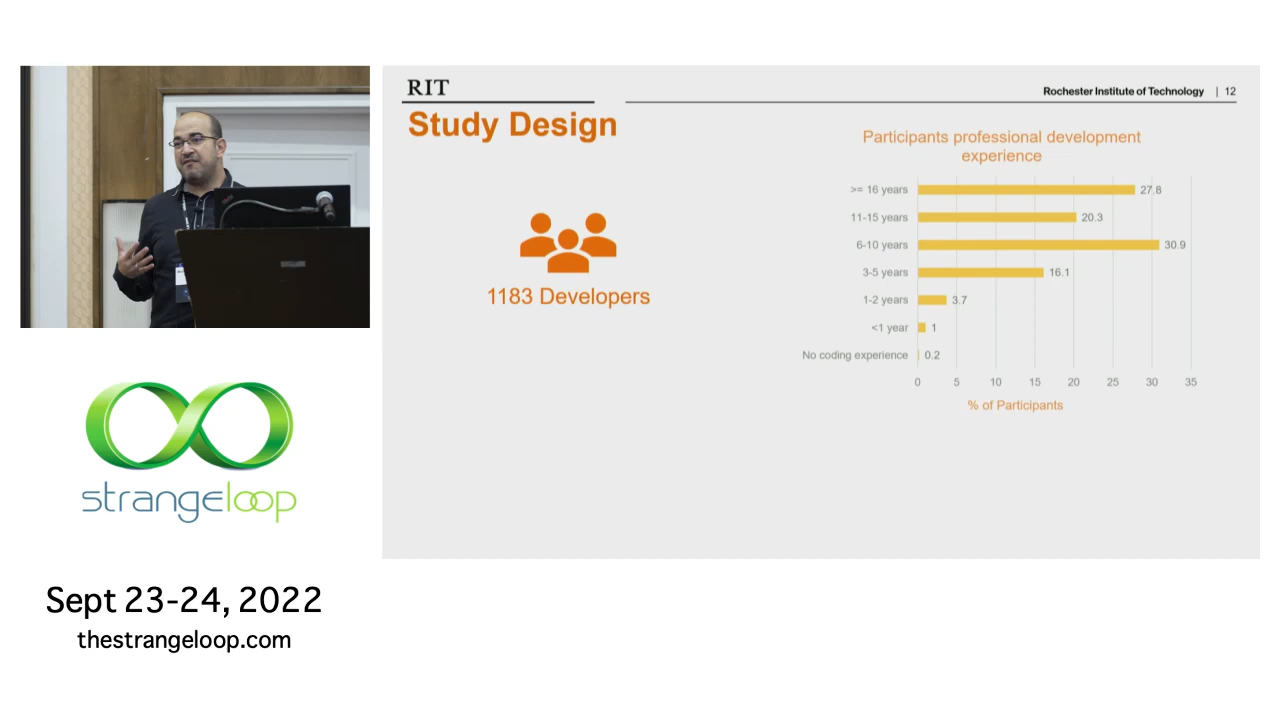 RIT
Rochester Institute of Technology | 12
Study Design
1183 Developers
Participants professional development
experience
>= 16 years 27.8
11-15 years 20.3
6-10 years 30.9
3-5 years 16.1
1-2 years 3.7
<1 year 1
No coding experience 0.2
0 5 10 15 20 25 30 35
% of Participants
strangeloop
Sept 23-24, 2022
thestrangeloop.com